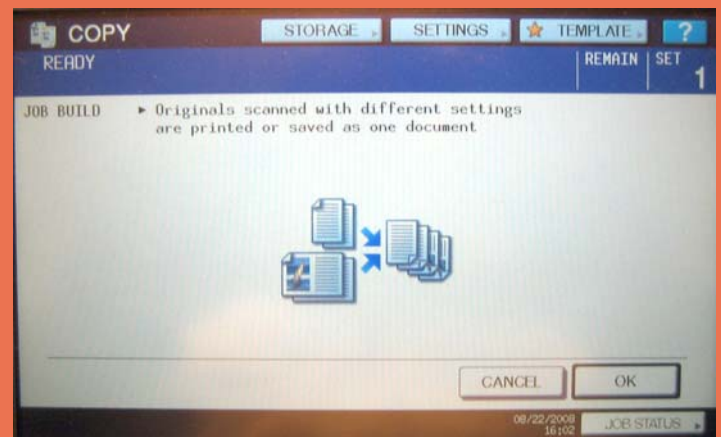 COPY
STORAGE
SETTINGS
TEMPLATE
?
READY
REMAIN
SET
1
JOB BUILD
Originals scanned with different settings
are printed or saved as one document
CANCEL
OK
08/22/2008
16:02
JOB STATUS